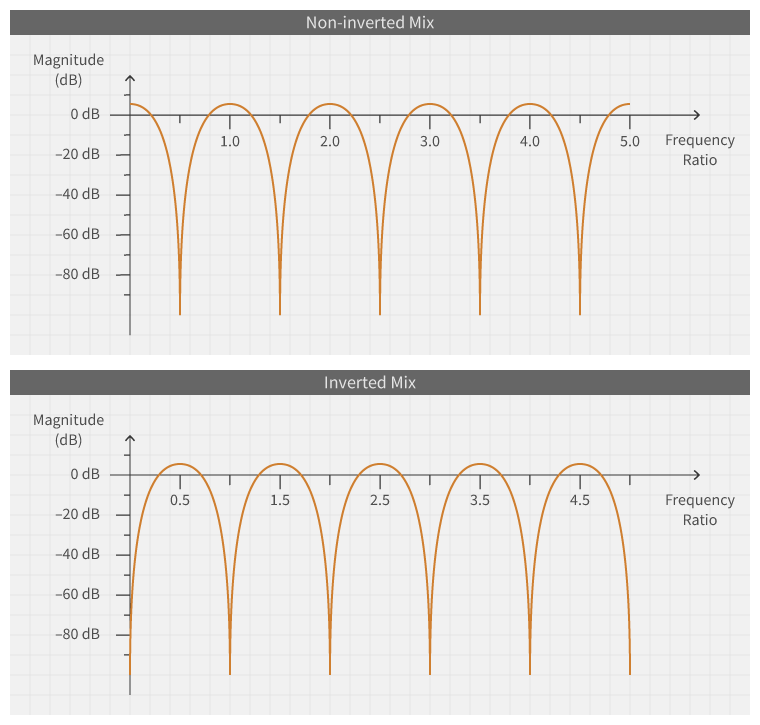 Non-inverted Mix
Magnitude
(dB)
0 dB
1.0 2.0 3.0 4.0 5.0
Frequency
Ratio
–20 dB
–40 dB
–60 dB
–80 dB
Inverted Mix
Magnitude
(dB)
0 dB
0.5 1.5 2.5 3.5 4.5
Frequency
Ratio
–20 dB
–40 dB
–60 dB
–80 dB